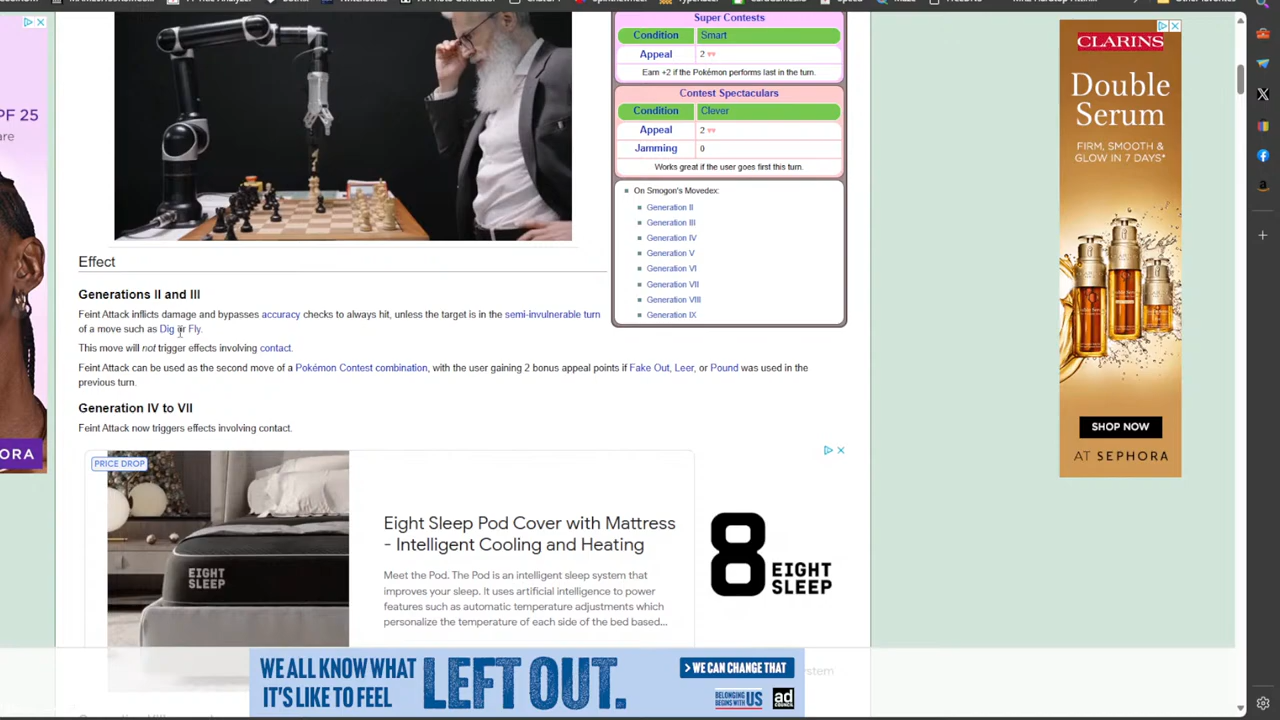 PF 25
are
ORA
Super Contests
Condition Smart
Appeal 2
Earn +2 if the Pokémon performs last in the turn.
Contest Spectaculars
Condition Clever
Appeal 2
Jamming 0
Works great if the user goes first this turn.
On Smogon's Movedex:
Generation II
Generation III
Generation IV
Generation V
Generation VI
Generation VII
Generation VIII
Generation IX
Effect
Generations II and III
Feint Attack inflicts damage and bypasses accuracy checks to always hit, unless the target is in the semi-invulnerable turn
of a move such as Dig or Fly.
This move will not trigger effects involving contact.
Feint Attack can be used as the second move of a Pokémon Contest combination, with the user gaining 2 bonus appeal points if Fake Out, Leer, or Pound was used in the
previous turn.
Generation IV to VII
Feint Attack now triggers effects involving contact.
PRICE DROP
EIGHT
SLEEP
Eight Sleep Pod Cover with Mattress
- Intelligent Cooling and Heating
Meet the Pod. The Pod is an intelligent sleep system that
improves your sleep. It uses artificial intelligence to power
features such as automatic temperature adjustments which
personalize the temperature of each side of the bed based...
8 EIGHT
SLEEP
WE ALL KNOW WHAT
IT'S LIKE TO FEEL
LEFT OUT.
> WE CAN CHANGE THAT
BELONGING
BEGINS WITH US
ad
COUNCIL
CLARINS
Double
Serum
FIRM, SMOOTH &
GLOW IN 7 DAYS*
SHOP NOW
AT SEPHORA